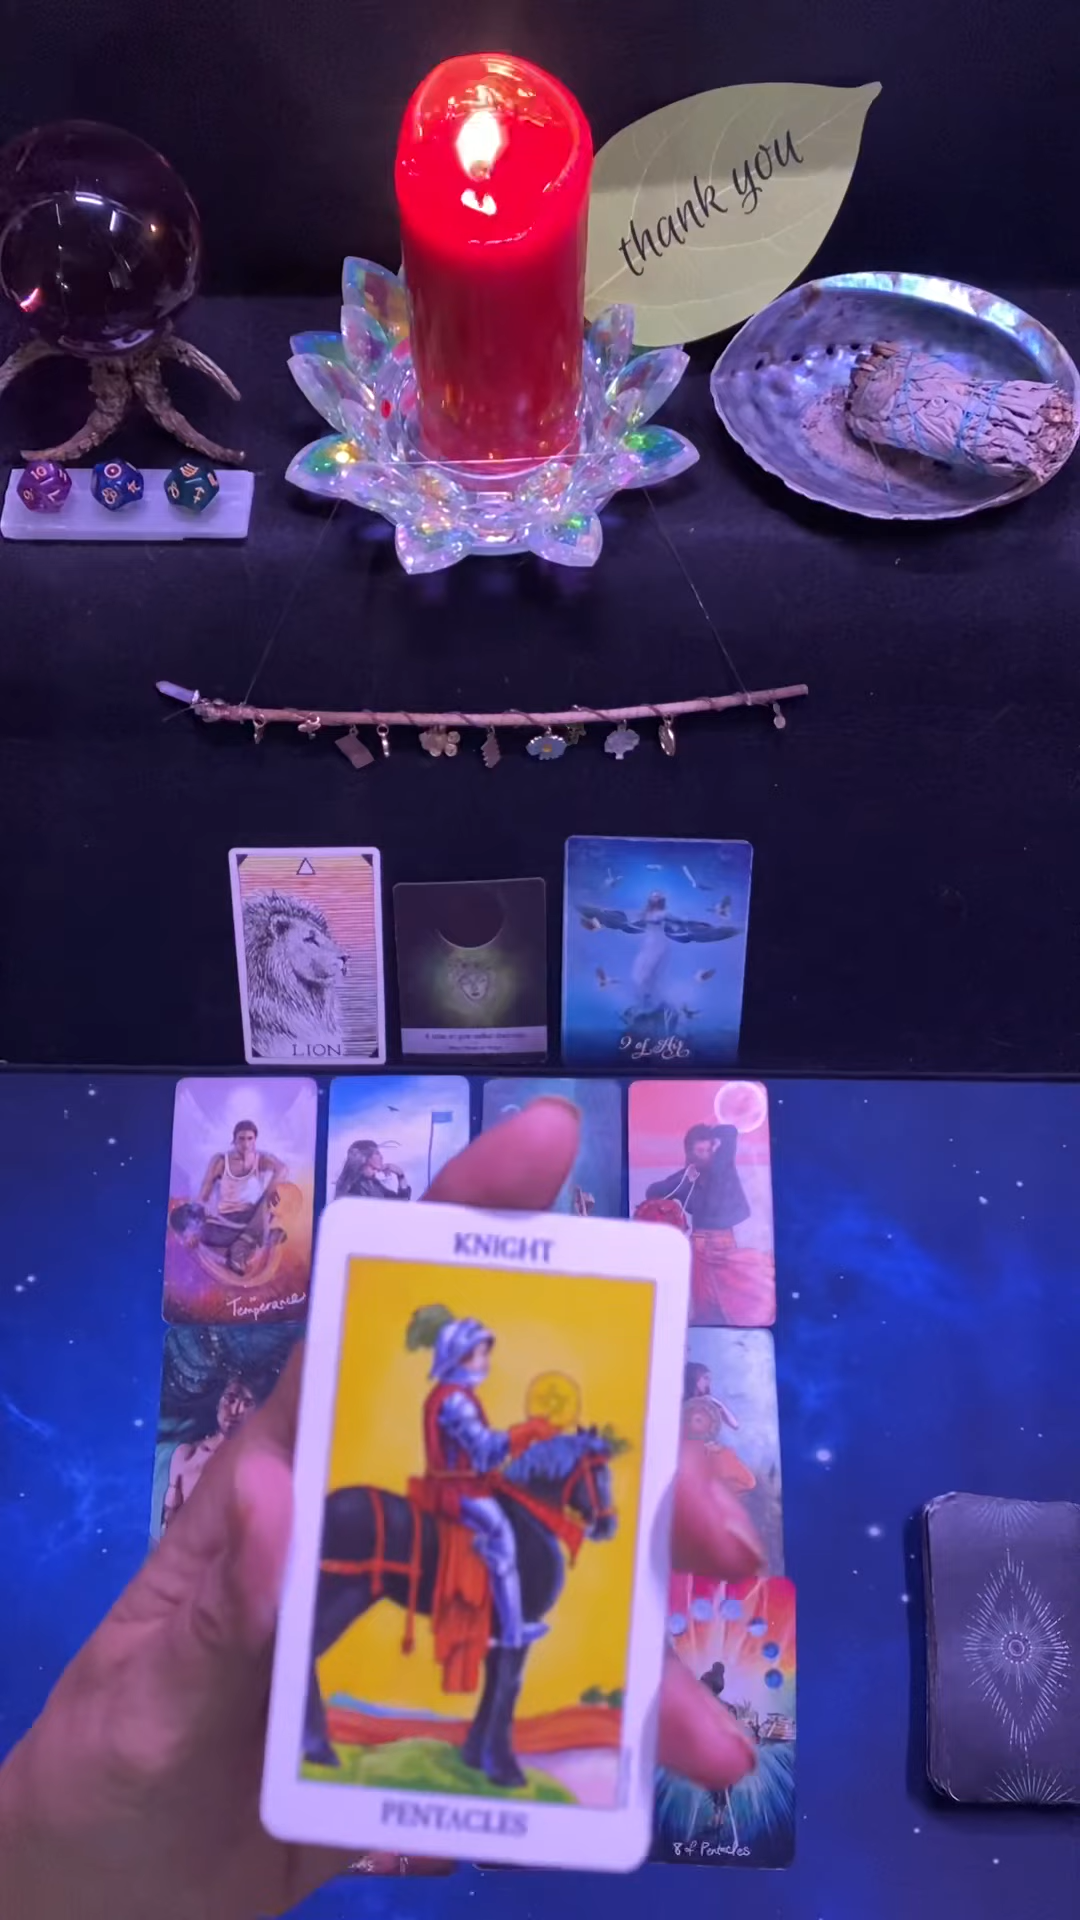 thank you
LION
9 of Air
Temperance
KNIGHT
PENTACLES
8 of Pentacles